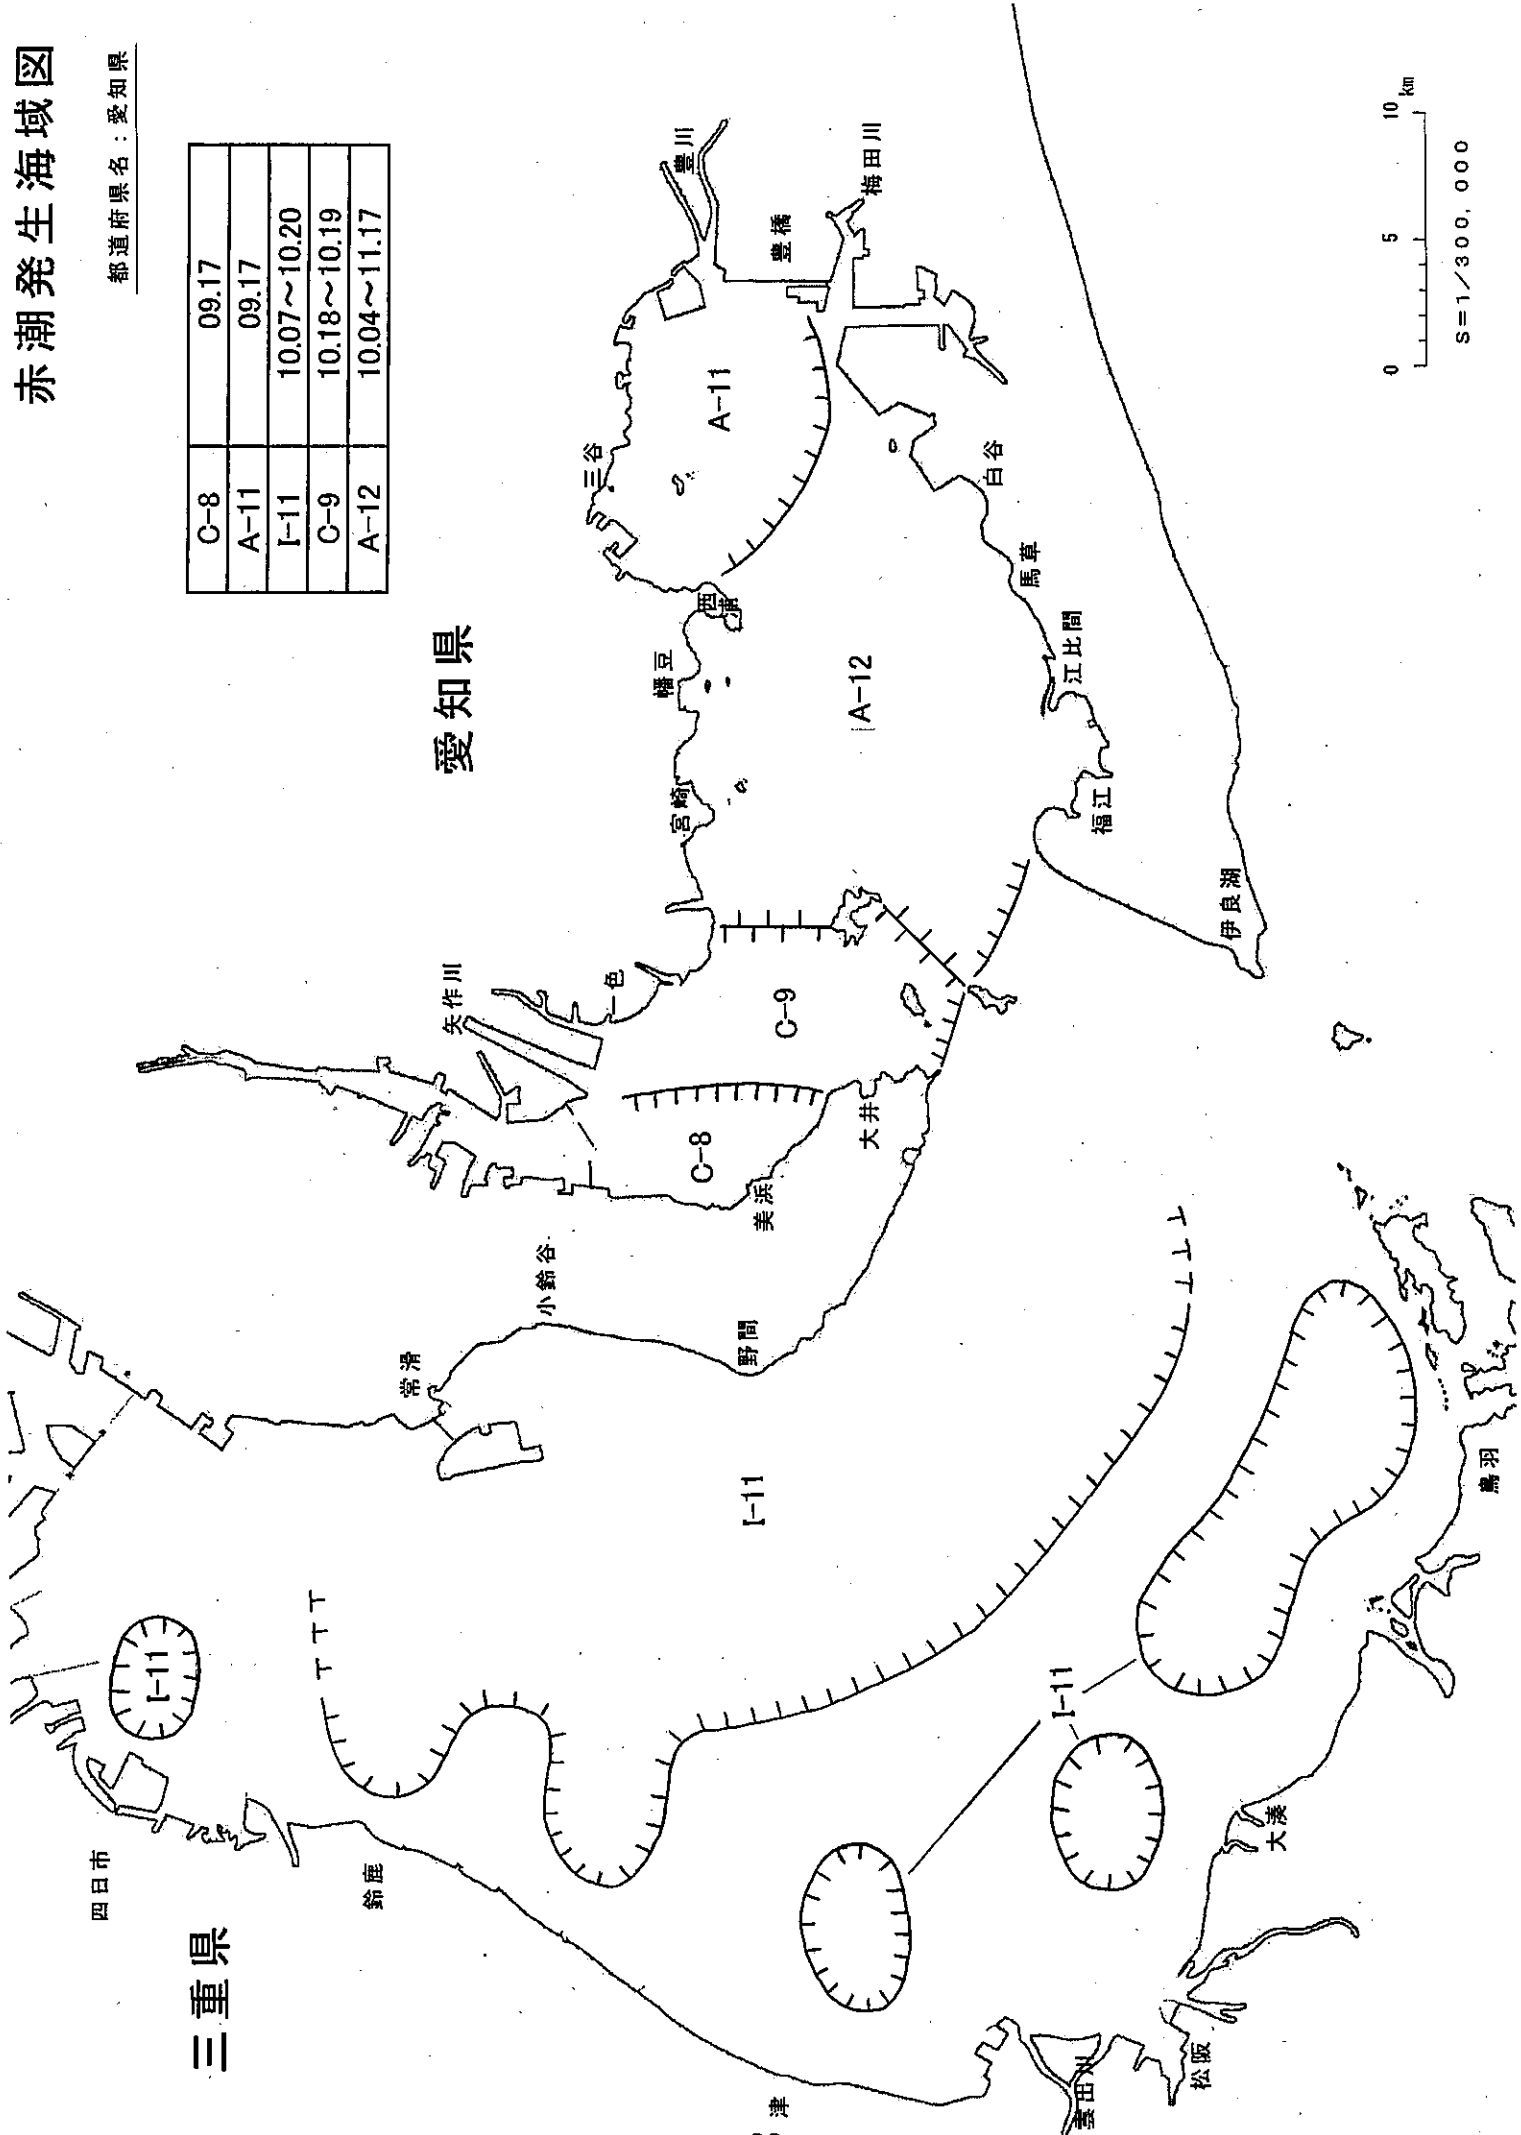 赤潮発生海域図
都道府県名：愛知県
C-8 09.17
A-11 09.17
I-11 10.07～10.20
C-9 10.18～10.19
A-12 10.04～11.17
愛知県
三重県
豊川
豊橋
梅田川
三谷
A-11
西浦
幡豆
宮崎
A-12
白谷
馬草
江比間
福江
伊良湖
矢作川
一色
C-9
C-8
大井
美浜
小鈴谷
野間
常滑
I-11
I-11
I-11
四日市
鈴鹿
津
雲出川
松阪
大湊
鳥羽
0 5 10 km
S=1/300,000